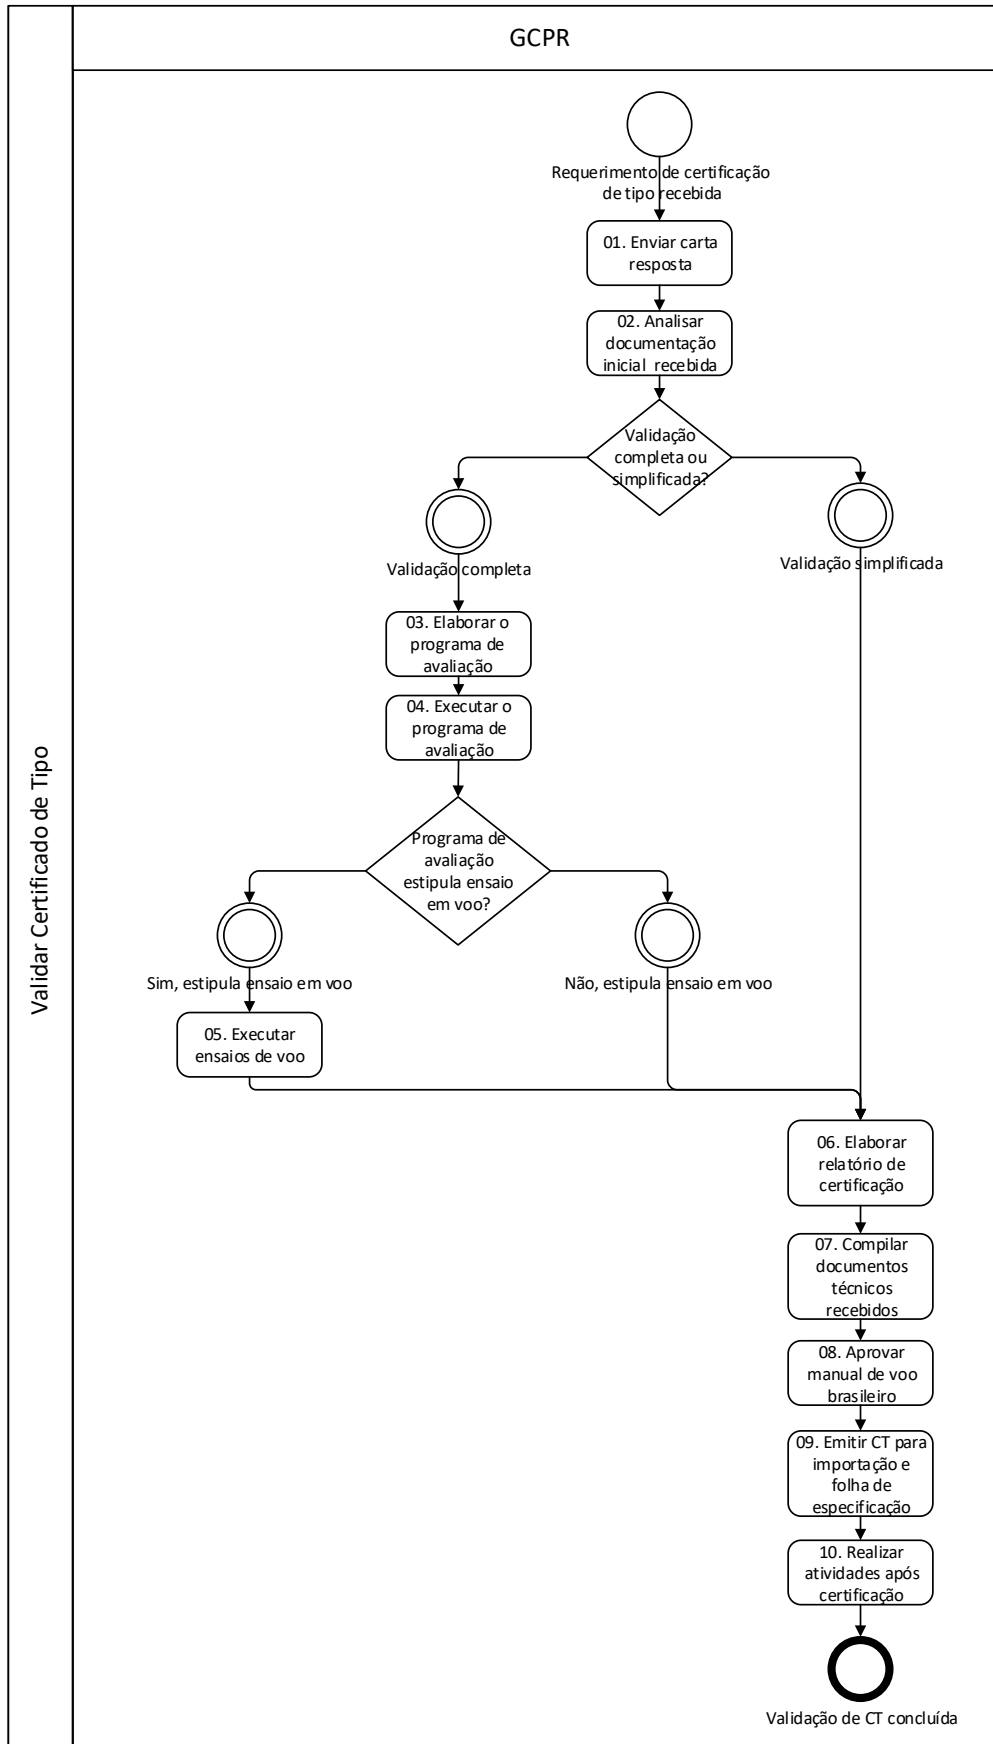 GCPR
Validar Certificado de Tipo
Requerimento de certificação
de tipo recebida
01. Enviar carta
resposta
02. Analisar
documentação
inicial recebida
Validação
completa ou
simplificada?
Validação completa
Validação simplificada
03. Elaborar o
programa de
avaliação
04. Executar o
programa de
avaliação
Programa de
avaliação
estipula ensaio
em voo?
Sim, estipula ensaio em voo
Não, estipula ensaio em voo
05. Executar
ensaios de voo
06. Elaborar
relatório de
certificação
07. Compilar
documentos
técnicos
recebidos
08. Aprovar
manual de voo
brasileiro
09. Emitir CT para
importação e
folha de
especificação
10. Realizar
atividades após
certificação
Validação de CT concluída